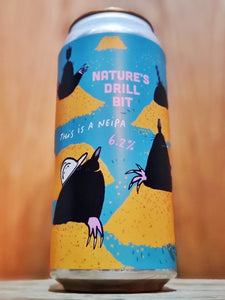 NATURE'S
DRILL
BIT
THIS IS A NEIPA
6.2%